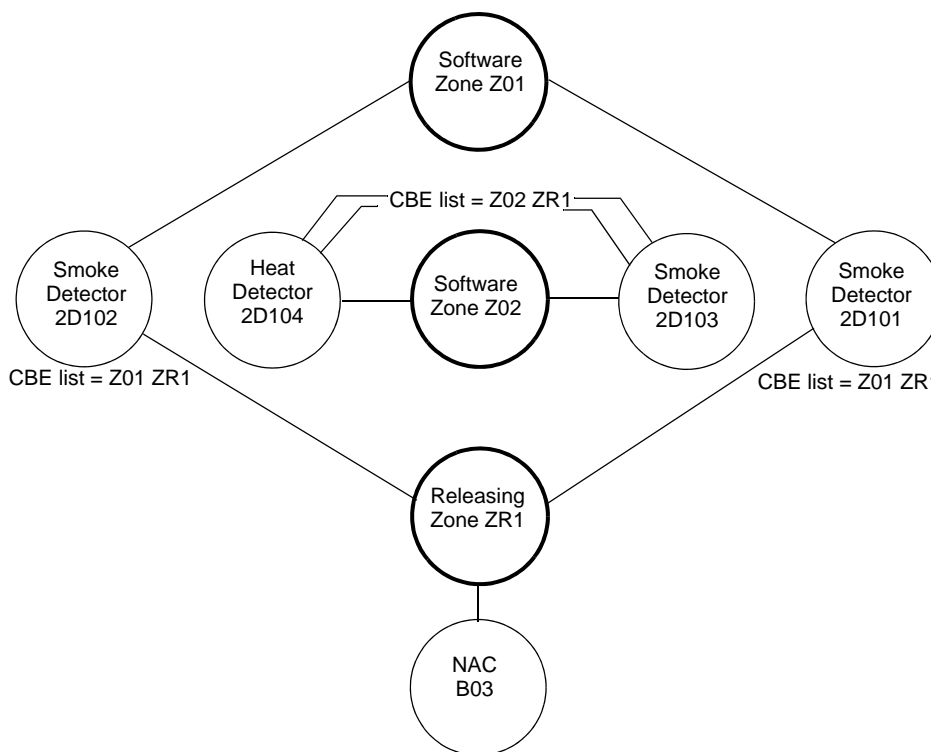 Software
Zone Z01
CBE list = Z02 ZR1
Smoke
Detector
2D102
Heat
Detector
2D104
Software
Zone Z02
Smoke
Detector
2D103
Smoke
Detector
2D101
CBE list = Z01 ZR1
CBE list = Z01 ZR1
Releasing
Zone ZR1
NAC
B03